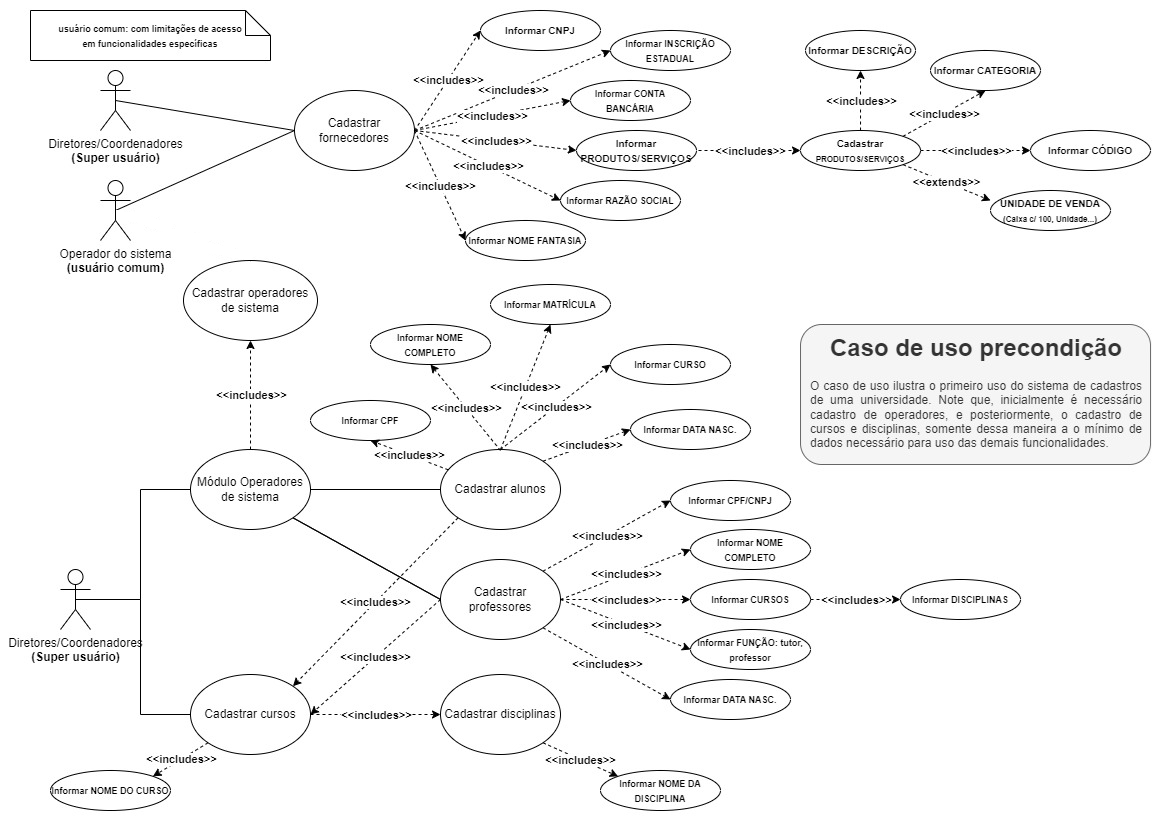 usuário comum: com limitações de acesso
em funcionalidades específicas
Diretores/Coordenadores
(Super usuário)
Operador do sistema
(usuário comum)
Cadastrar
fornecedores
<<includes>>
Informar CNPJ
<<includes>>
Informar INSCRIÇÃO
ESTADUAL
<<includes>>
Informar CONTA
BANCÁRIA
<<includes>>
Informar
PRODUTOS/SERVIÇOS
<<includes>>
Informar RAZÃO SOCIAL
<<includes>>
Informar NOME FANTASIA
<<includes>>
Cadastrar
PRODUTOS/SERVIÇOS
<<includes>>
Informar DESCRIÇÃO
<<includes>>
Informar CATEGORIA
<<includes>>
Informar CÓDIGO
<<extends>>
UNIDADE DE VENDA
(Caixa c/ 100, Unidade...)
Cadastrar operadores
de sistema
<<includes>>
Módulo Operadores
de sistema
Diretores/Coordenadores
(Super usuário)
Cadastrar alunos
<<includes>>
Informar CPF
<<includes>>
Informar NOME
COMPLETO
<<includes>>
Informar MATRÍCULA
<<includes>>
Informar CURSO
<<includes>>
Informar DATA NASC.
<<includes>>
Cadastrar
professores
<<includes>>
Informar CPF/CNPJ
<<includes>>
Informar NOME
COMPLETO
<<includes>>
Informar CURSOS
<<includes>>
Informar DISCIPLINAS
<<includes>>
Informar FUNÇÃO: tutor,
professor
<<includes>>
Informar DATA NASC.
<<includes>>
Cadastrar cursos
<<includes>>
Cadastrar disciplinas
<<includes>>
Informar NOME DO CURSO
<<includes>>
Informar NOME DA
DISCIPLINA
Caso de uso precondição
O caso de uso ilustra o primeiro uso do sistema de cadastros
de uma universidade. Note que, inicialmente é necessário
cadastro de operadores, e posteriormente, o cadastro de
cursos e disciplinas, somente dessa maneira a o mínimo de
dados necessário para uso das demais funcionalidades.